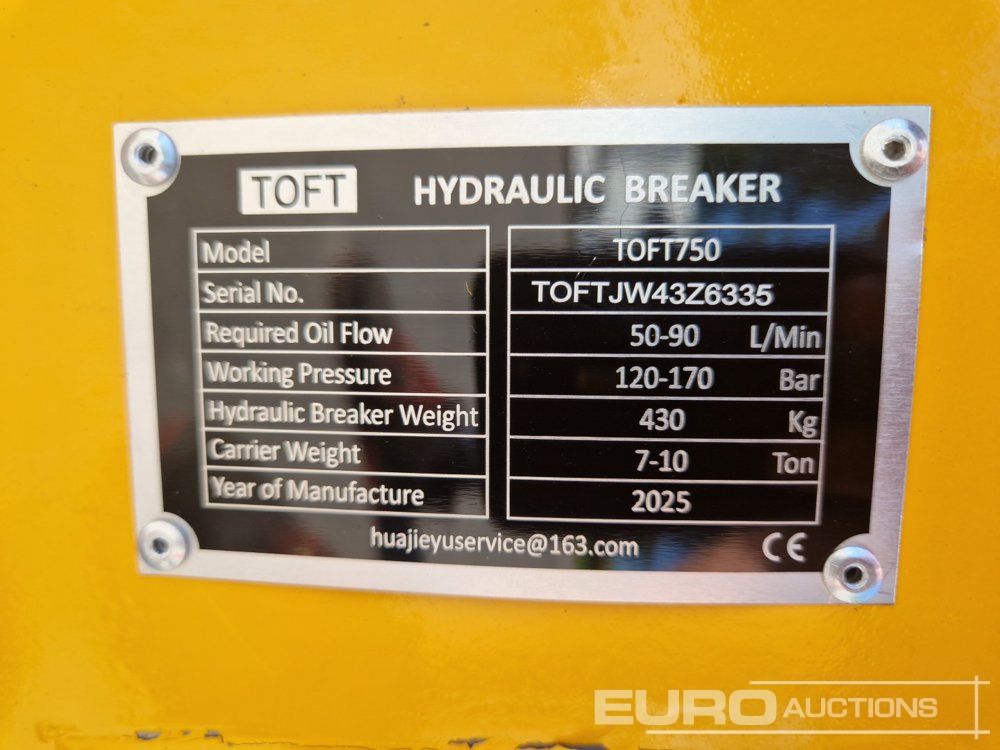 TOFT HYDRAULIC BREAKER
Model TOFT750
Serial No. TOFTJW43Z6335
Required Oil Flow 50-90 L/Min
Working Pressure 120-170 Bar
Hydraulic Breaker Weight 430 Kg
Carrier Weight 7-10 Ton
Year of Manufacture 2025
huajieyuservice@163.com CE
EURO AUCTIONS